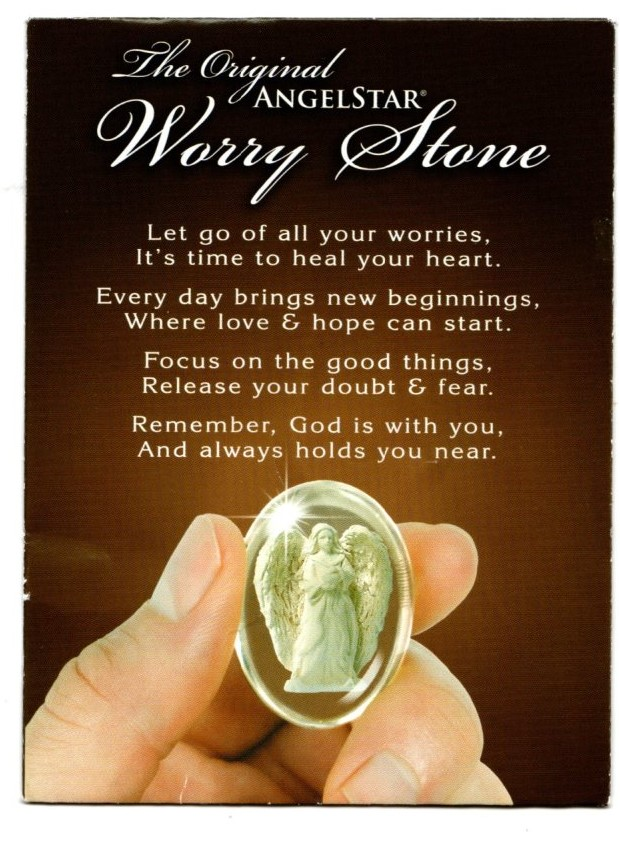 The Original
ANGELSTAR®
Worry Stone
Let go of all your worries,
It's time to heal your heart.
Every day brings new beginnings,
Where love & hope can start.
Focus on the good things,
Release your doubt & fear.
Remember, God is with you,
And always holds you near.